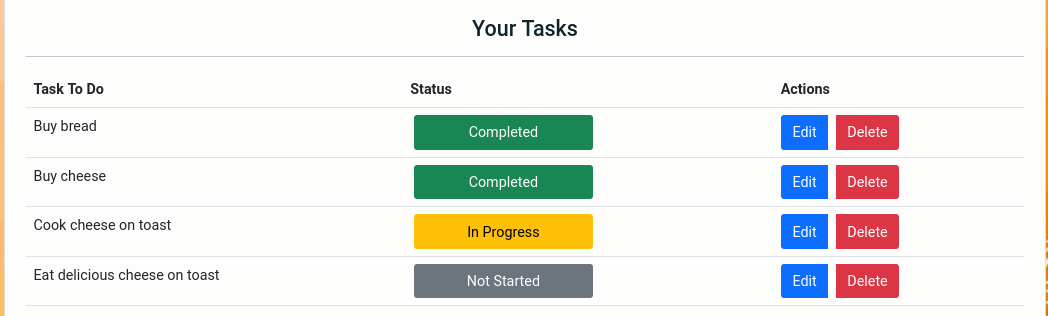 Your Tasks
Task To Do Status Actions
Buy bread Completed Edit Delete
Buy cheese Completed Edit Delete
Cook cheese on toast In Progress Edit Delete
Eat delicious cheese on toast Not Started Edit Delete